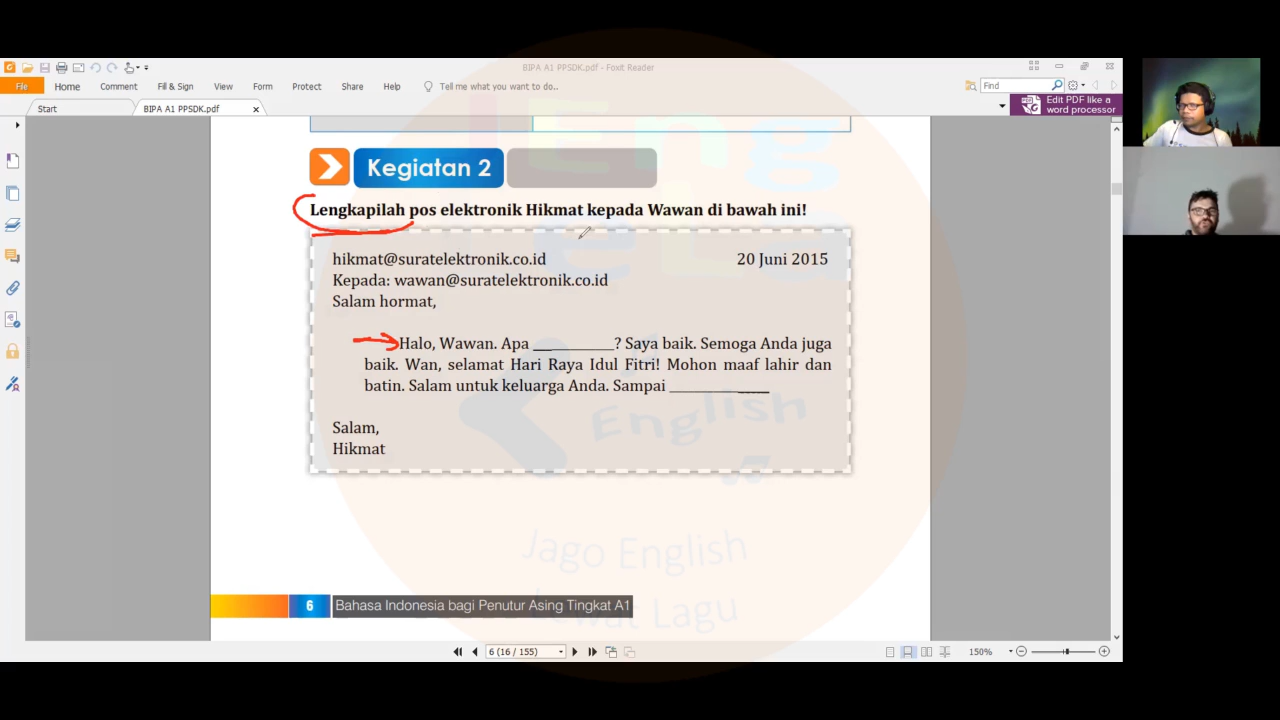 BIPA A1 PPSDK.pdf - Foxit Reader
File Home Comment Fill & Sign View Form Protect Share Help Tell me what you want to do.. Find
Start BIPA A1 PPSDK.pdf Edit PDF like a
word processor
Kegiatan 2
Lengkapilah pos elektronik Hikmat kepada Wawan di bawah ini!
hikmat@suratelektronik.co.id 20 Juni 2015
Kepada: wawan@suratelektronik.co.id
Salam hormat,
Halo, Wawan. Apa __________? Saya baik. Semoga Anda juga
baik. Wan, selamat Hari Raya Idul Fitri! Mohon maaf lahir dan
batin. Salam untuk keluarga Anda. Sampai ____________
Salam,
Hikmat
English
Jago English
Lewat Lagu
6 Bahasa Indonesia bagi Penutur Asing Tingkat A1
6 (16 / 155) 150%